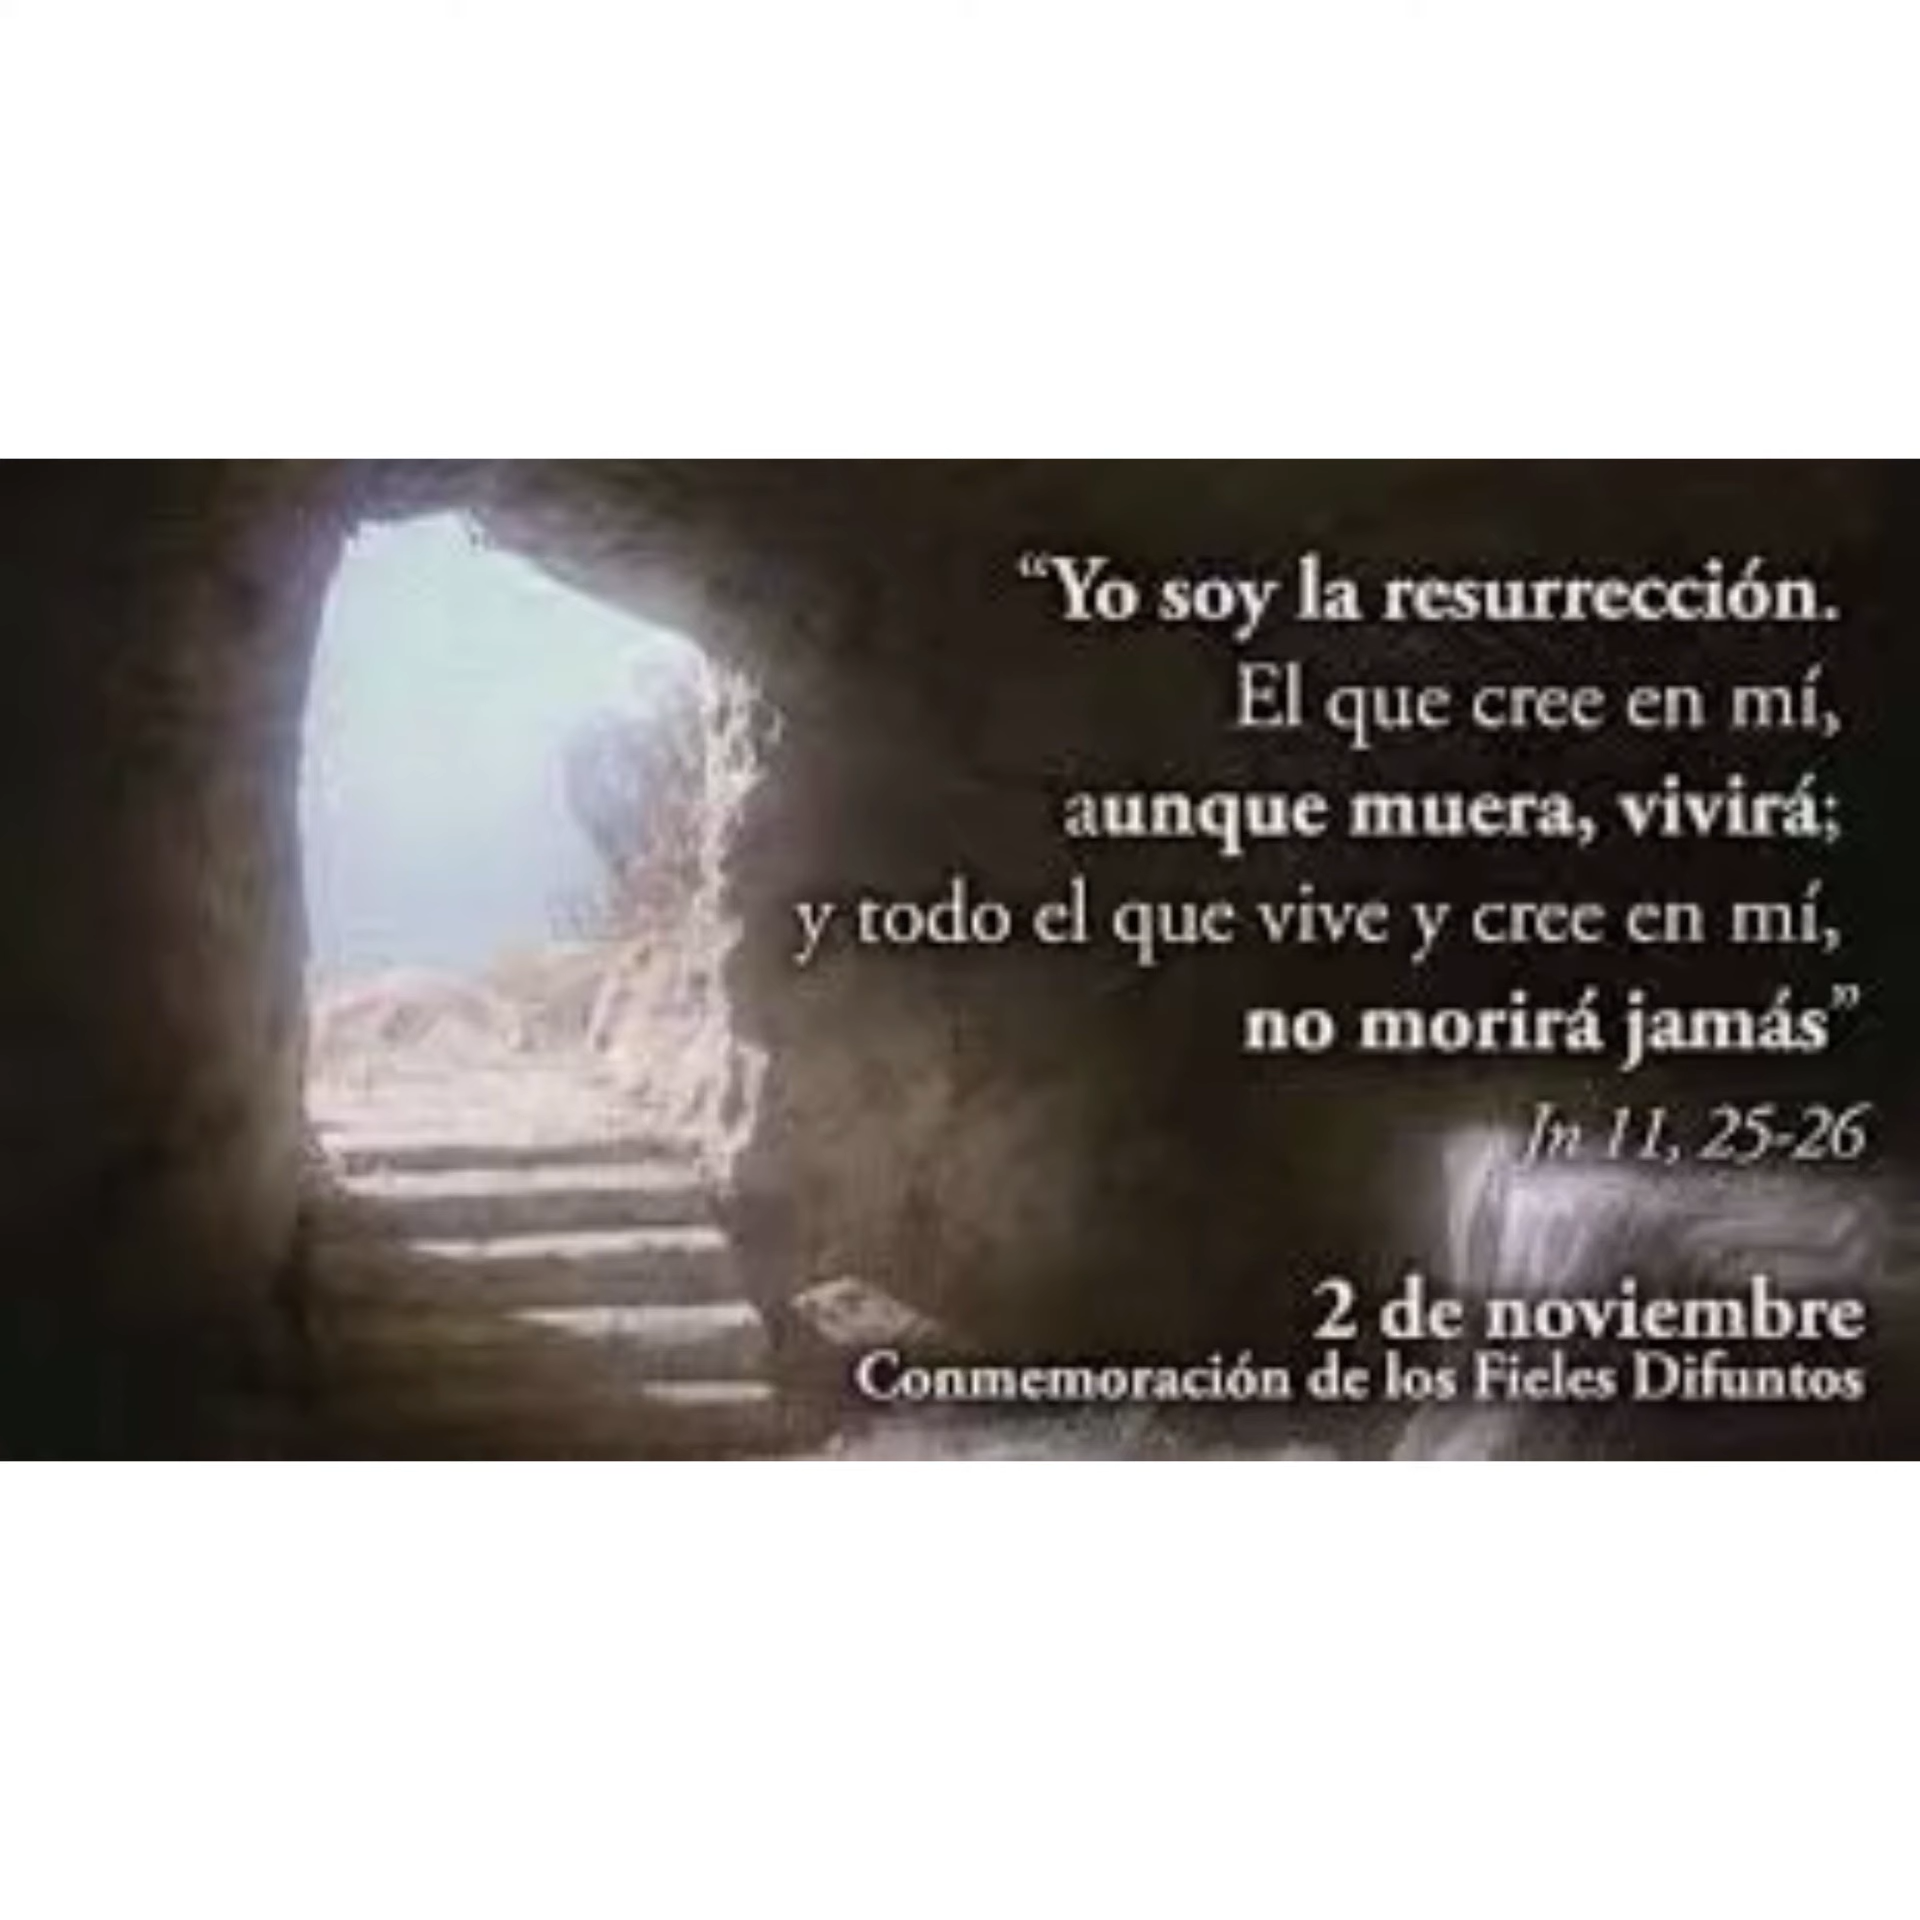 “Yo soy la resurrección.
El que cree en mí,
aunque muera, vivirá;
y todo el que vive y cree en mí,
no morirá jamás”
Jn 11, 25-26
2 de noviembre
Conmemoración de los Fieles Difuntos